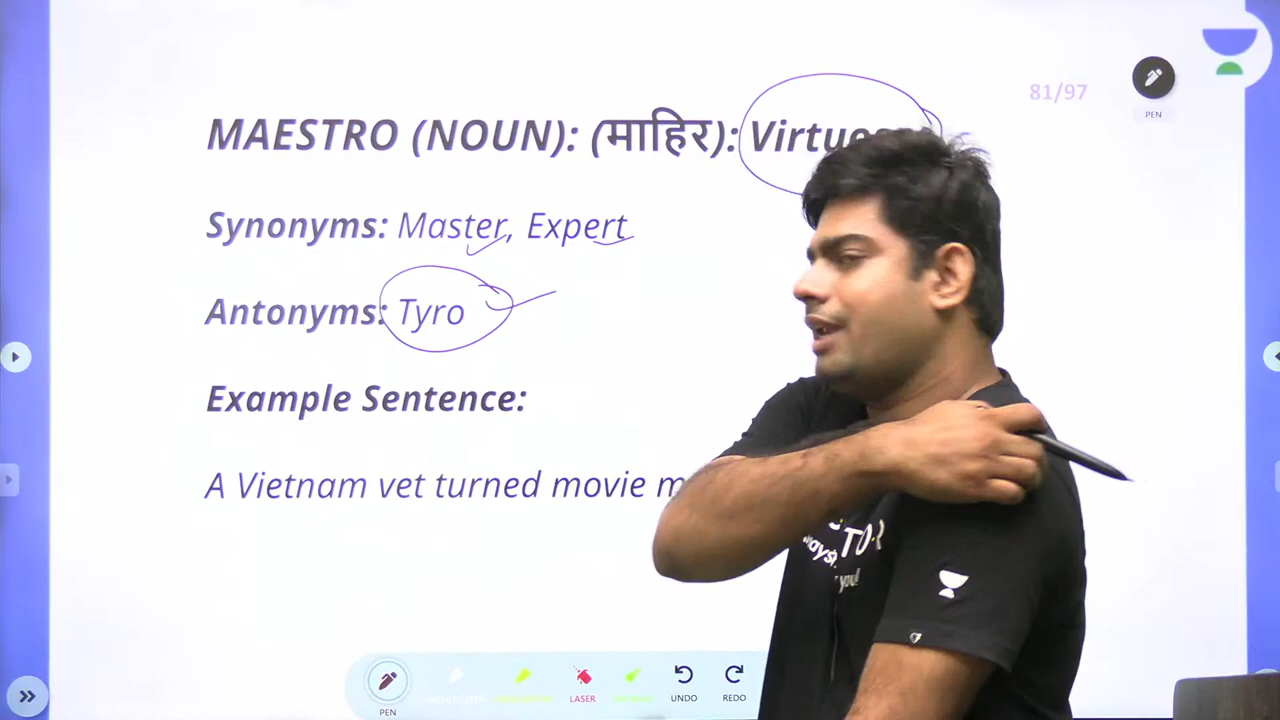 81/97
PEN
MAESTRO (NOUN): (माहिर):
Synonyms: Master, Expert
Antonyms: Tyro
Example Sentence:
A Vietnam vet turned movie
PEN
LASER
UNDO
REDO